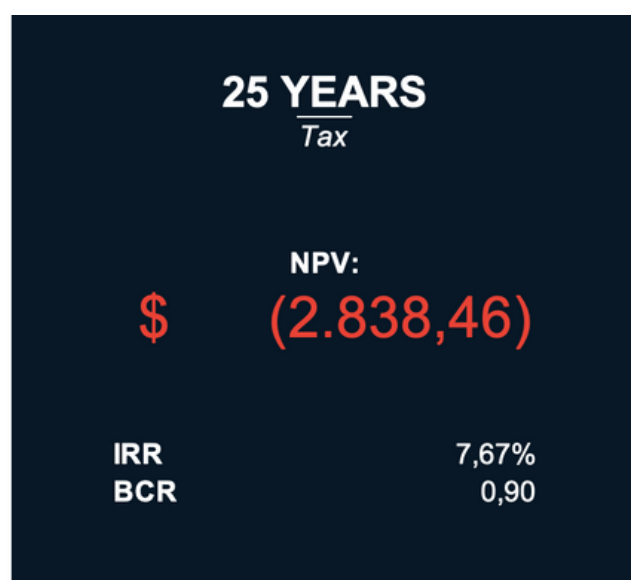 25 YEARS
Tax
NPV:
$ (2.838,46)
IRR 7,67%
BCR 0,90